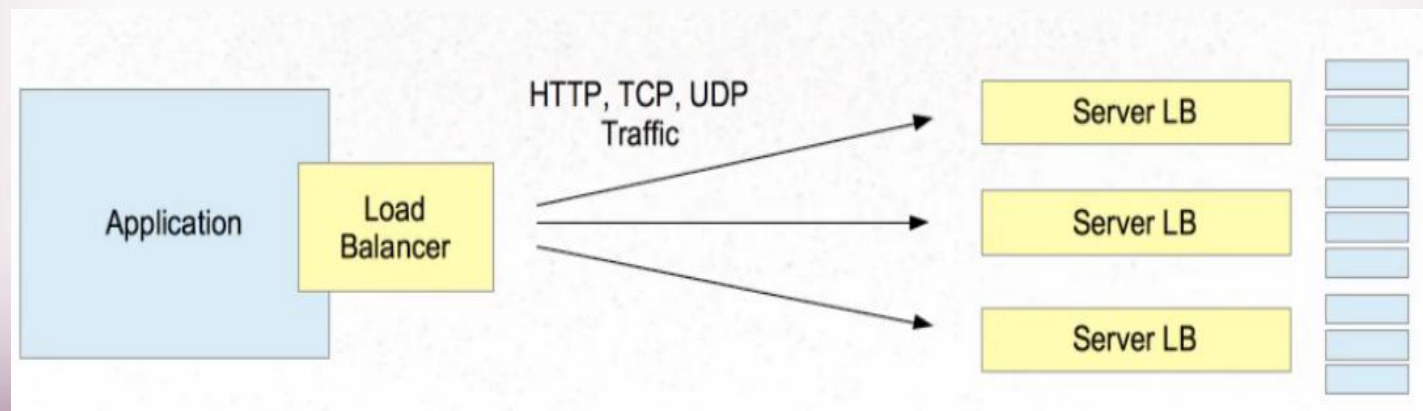 HTTP, TCP, UDP
Traffic
Application
Load
Balancer
Server LB
Server LB
Server LB